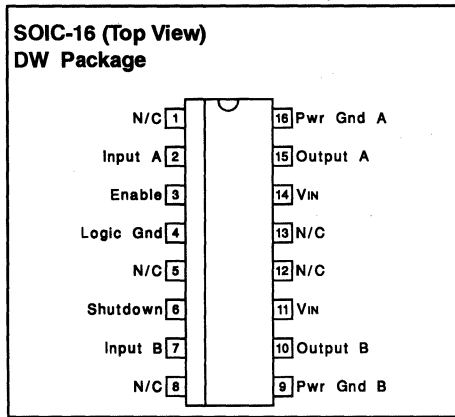 SOIC-16 (Top View)
DW Package
N/C 1 16 Pwr Gnd A
Input A 2 15 Output A
Enable 3 14 VIN
Logic Gnd 4 13 N/C
N/C 5 12 N/C
Shutdown 6 11 VIN
Input B 7 10 Output B
N/C 8 9 Pwr Gnd B